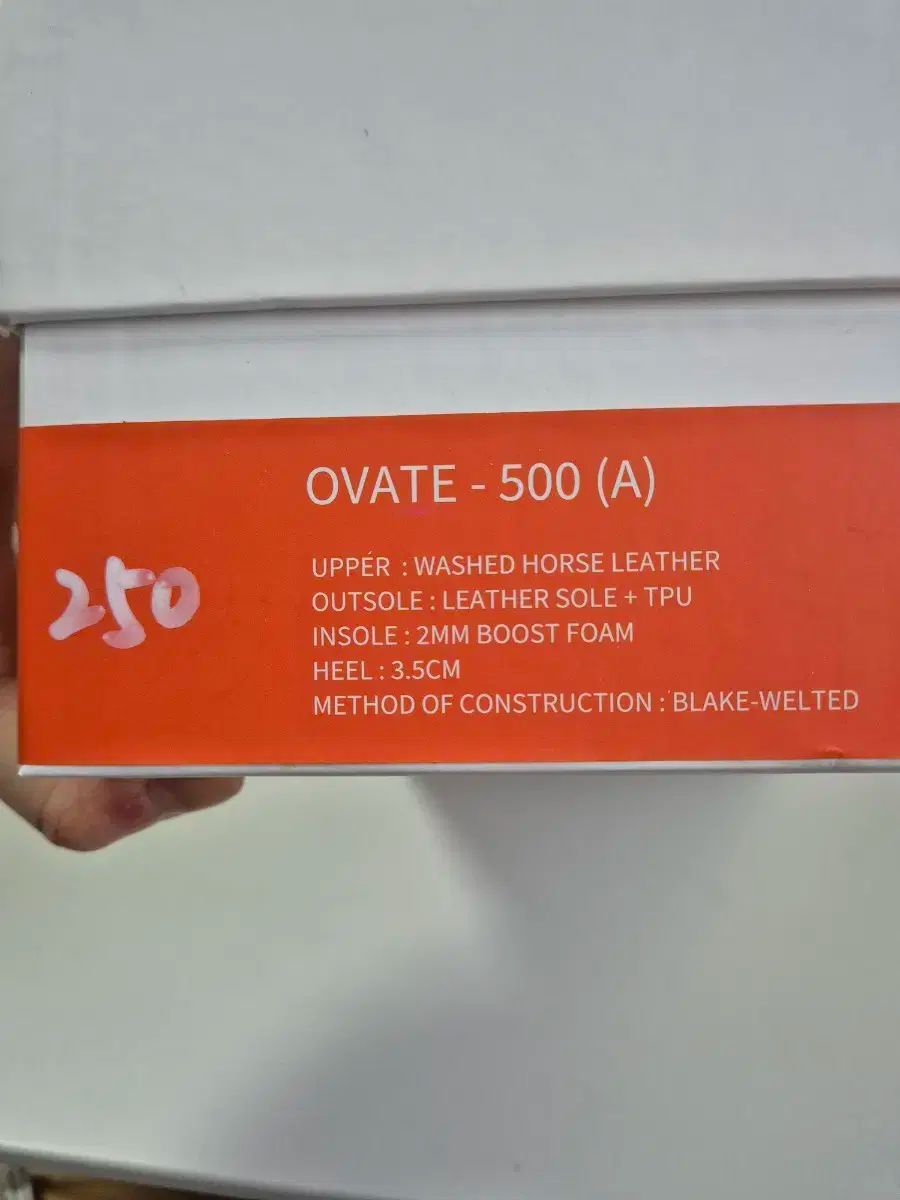 OVATE - 500 (A)
250
UPPER : WASHED HORSE LEATHER
OUTSOLE : LEATHER SOLE + TPU
INSOLE : 2MM BOOST FOAM
HEEL : 3.5CM
METHOD OF CONSTRUCTION : BLAKE-WELTED